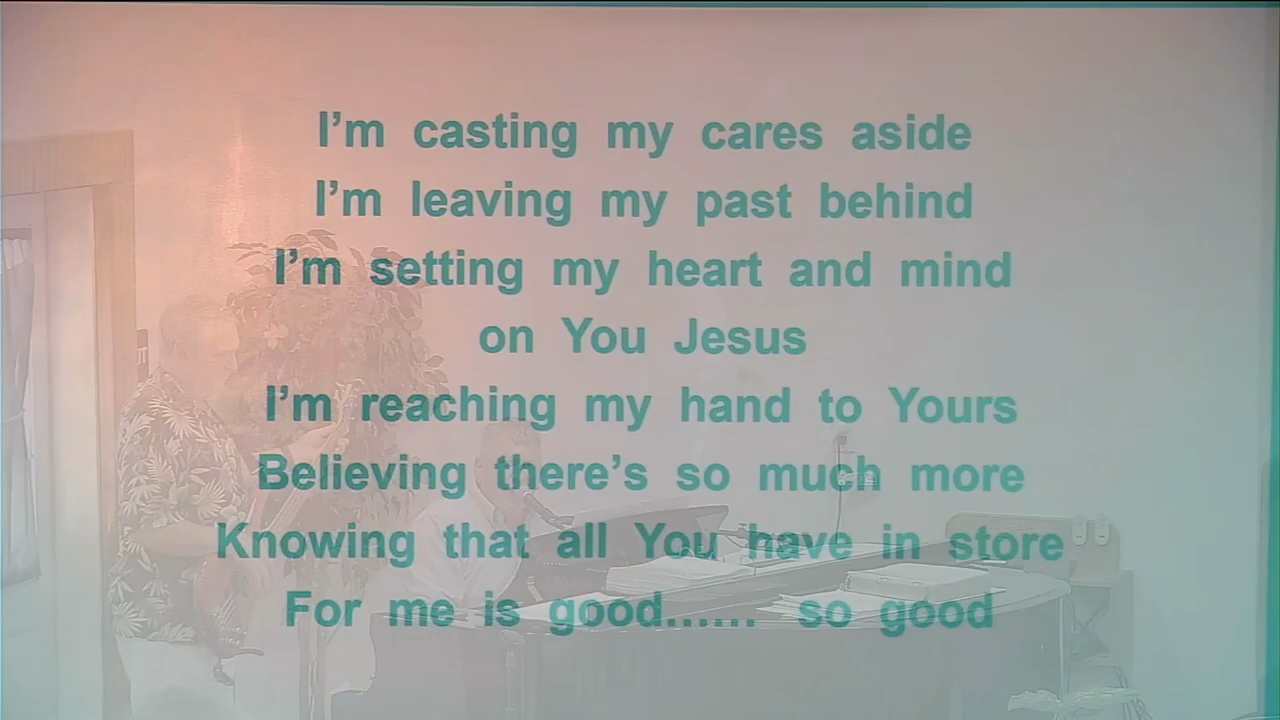 I'm casting my cares aside
I'm leaving my past behind
I'm setting my heart and mind
on You Jesus
I'm reaching my hand to Yours
Believing there's so much more
Knowing that all You have in store
For me is good...... so good